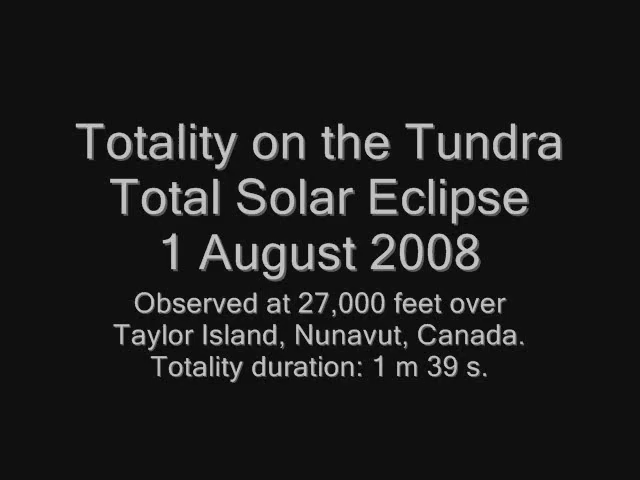 Totality on the Tundra
Total Solar Eclipse
1 August 2008
Observed at 27,000 feet over
Taylor Island, Nunavut, Canada.
Totality duration: 1 m 39 s.